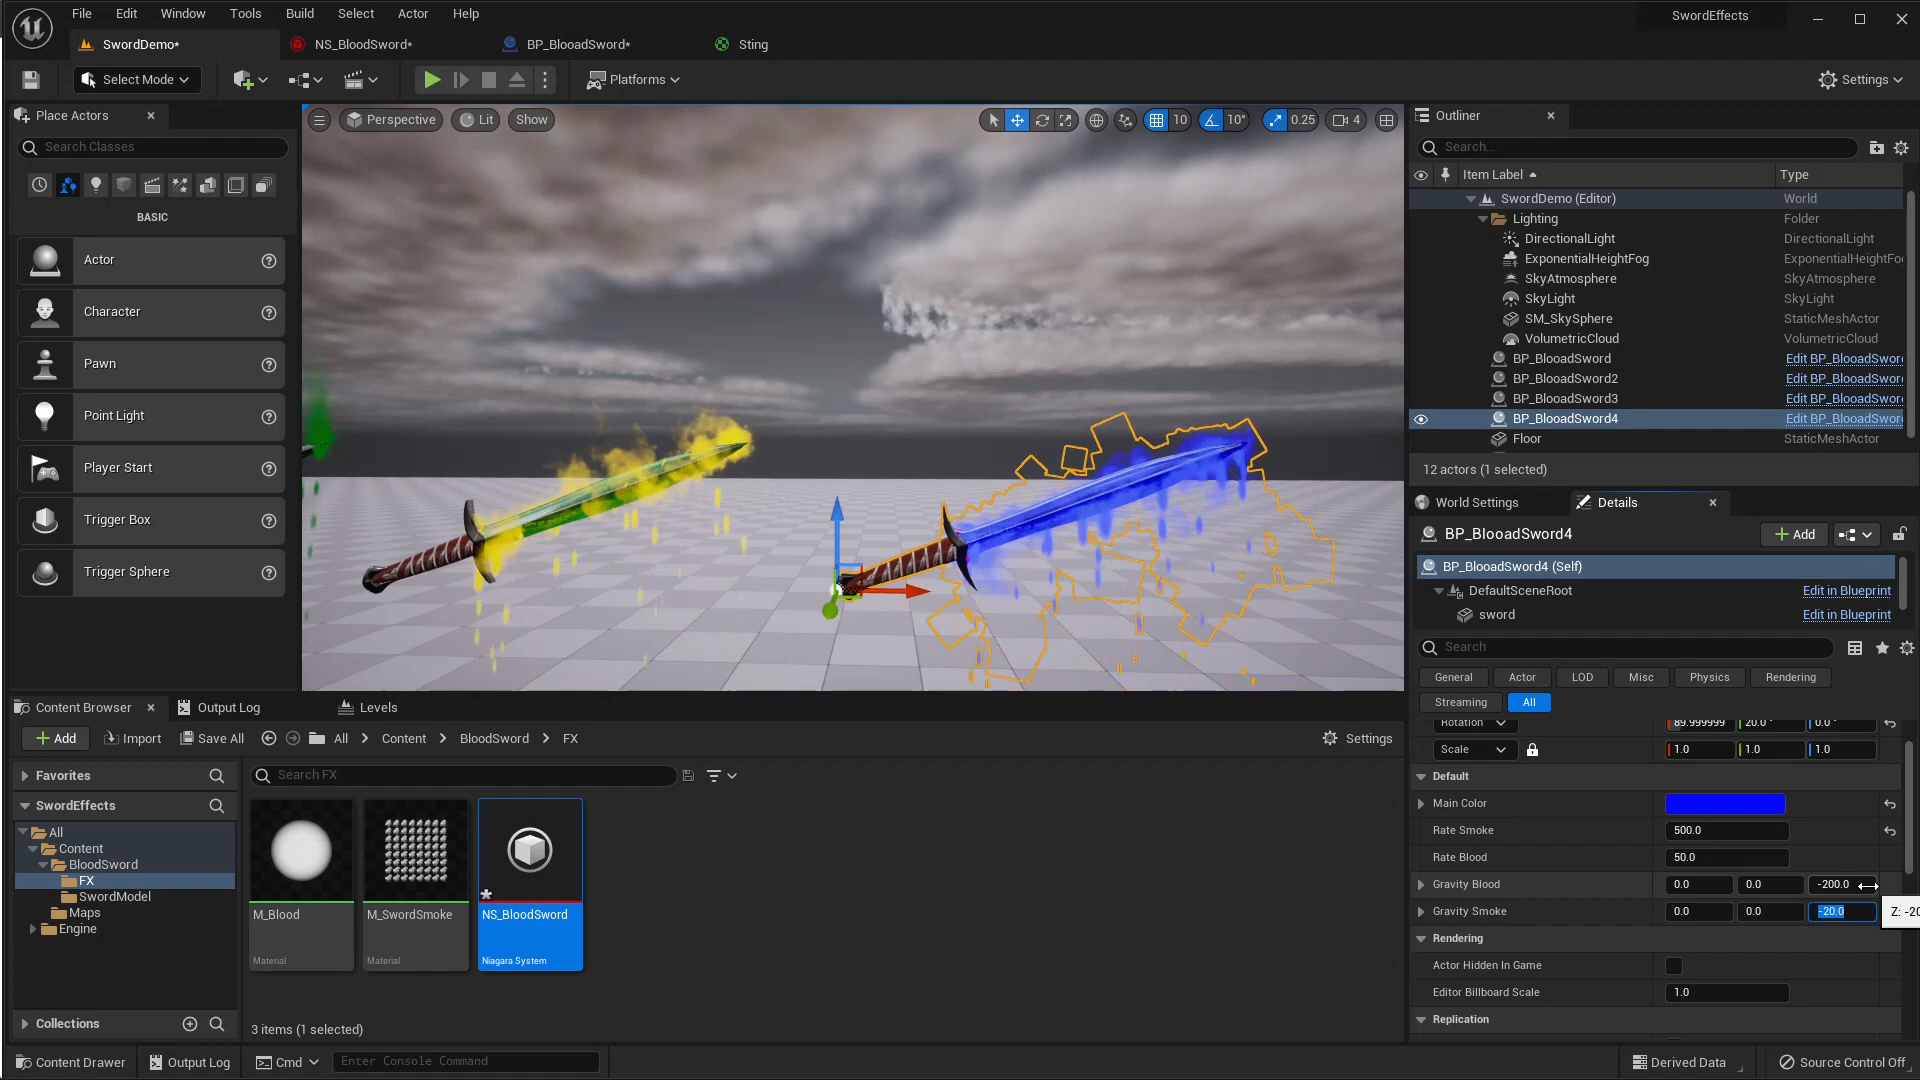 File Edit Window Tools Build Select Actor Help
SwordEffects
SwordDemo* NS_BloodSword* BP_BlooadSword* Sting
Select Mode Platforms Settings
Place Actors
Search Classes
BASIC
Actor
Character
Pawn
Point Light
Player Start
Trigger Box
Trigger Sphere
Perspective Lit Show 10 10° 0.25 4
Outliner
Search...
Item Label Type
SwordDemo (Editor) World
Lighting Folder
DirectionalLight DirectionalLight
ExponentialHeightFog ExponentialHeightFo
SkyAtmosphere SkyAtmosphere
SkyLight SkyLight
SM_SkySphere StaticMeshActor
VolumetricCloud VolumetricCloud
BP_BlooadSword Edit BP_BlooadSwor
BP_BlooadSword2 Edit BP_BlooadSwor
BP_BlooadSword3 Edit BP_BlooadSwor
BP_BlooadSword4 Edit BP_BlooadSwor
Floor StaticMeshActor
12 actors (1 selected)
World Settings Details
BP_BlooadSword4 Add
BP_BlooadSword4 (Self)
DefaultSceneRoot Edit in Blueprint
sword Edit in Blueprint
Search
General Actor LOD Misc Physics Rendering
Streaming All
Rotation 89.999999 20.0° 0.0°
Scale 1.0 1.0 1.0
Default
Main Color
Rate Smoke 500.0
Rate Blood 50.0
Gravity Blood 0.0 0.0 -200.0
Gravity Smoke 0.0 0.0 -20.0
Z: -20
Rendering
Actor Hidden In Game
Editor Billboard Scale 1.0
Replication
Content Browser Output Log Levels
Add Import Save All All Content BloodSword FX Settings
Favorites
SwordEffects
All
Content
BloodSword
FX
SwordModel
Maps
Engine
Collections
Search FX
M_Blood
Material
M_SwordSmoke
Material
NS_BloodSword
Niagara System
3 items (1 selected)
Content Drawer Output Log Cmd Enter Console Command Derived Data Source Control Off